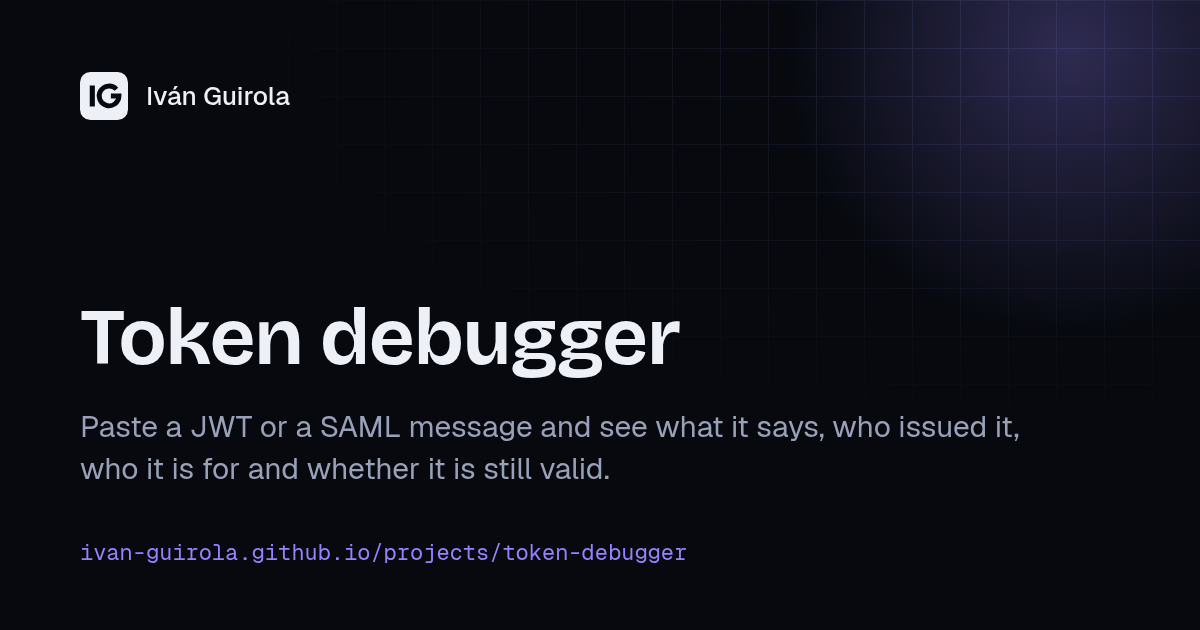 IG
Iván Guirola
Token debugger
Paste a JWT or a SAML message and see what it says, who issued it,
who it is for and whether it is still valid.
ivan-guirola.github.io/projects/token-debugger